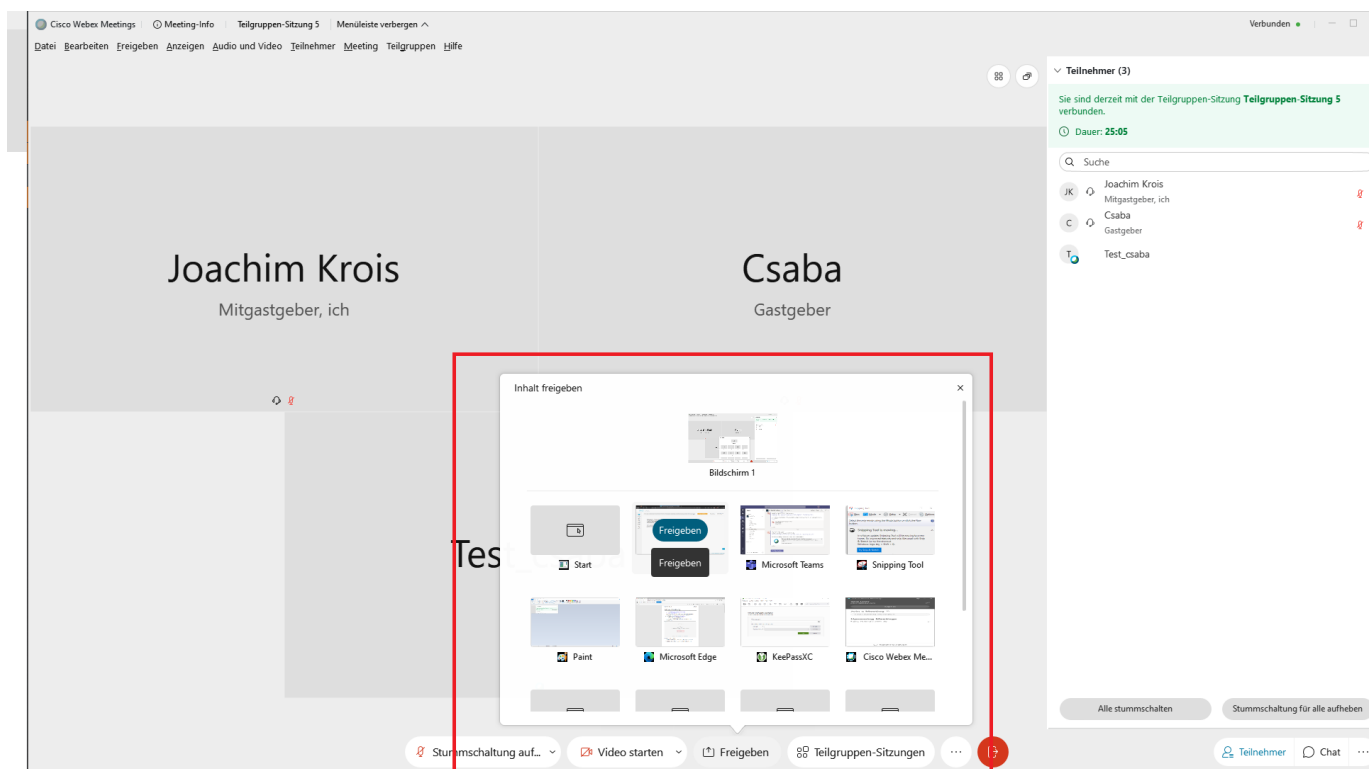 Cisco Webex Meetings Meeting-Info Teilgruppen-Sitzung 5 Menüleiste verbergen Verbunden
Datei Bearbeiten Freigeben Anzeigen Audio und Video Teilnehmer Meeting Teilgruppen Hilfe
Teilnehmer (3)
Sie sind derzeit mit der Teilgruppen-Sitzung Teilgruppen-Sitzung 5
verbunden.
Dauer: 25:05
Suche
JK Joachim Krois
Mitgastgeber, ich
C Csaba
Gastgeber
T Test_csaba
Joachim Krois
Mitgastgeber, ich
Csaba
Gastgeber
Inhalt freigeben
Bildschirm 1
Freigeben
Tes
Start Freigeben Microsoft Teams Snipping Tool
Paint Microsoft Edge KeePassXC Cisco Webex Me...
Alle stummschalten Stummschaltung für alle aufheben
Stummschaltung auf... Video starten Freigeben Teilgruppen-Sitzungen ... Teilnehmer Chat ...